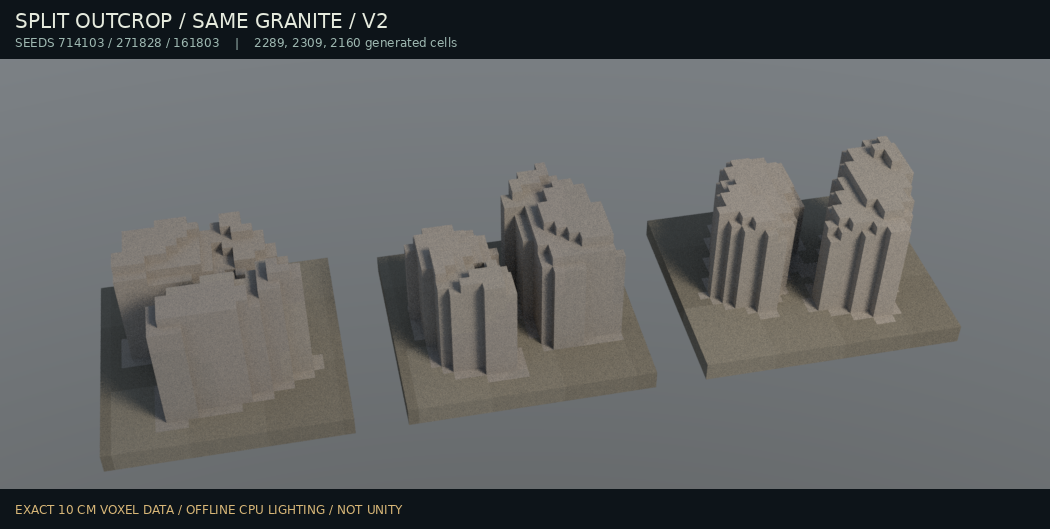 SPLIT OUTCROP / SAME GRANITE / V2
SEEDS 714103 / 271828 / 161803 | 2289, 2309, 2160 generated cells
EXACT 10 CM VOXEL DATA / OFFLINE CPU LIGHTING / NOT UNITY